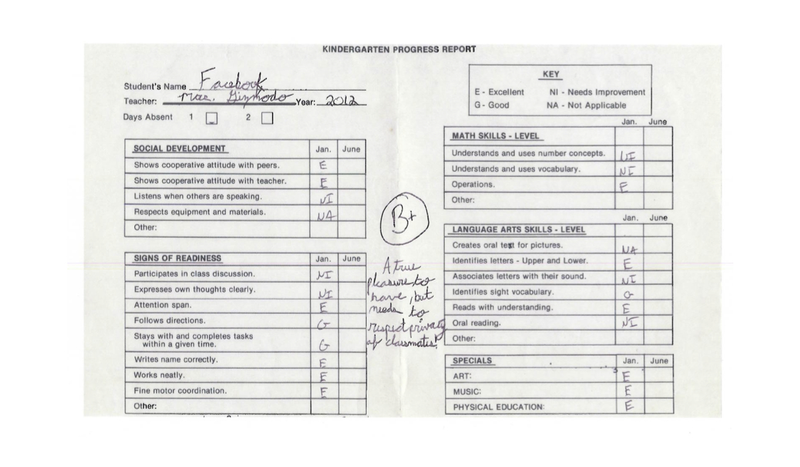 KINDERGARTEN PROGRESS REPORT
Student's Name Facebook
Teacher: Mrs. Gizmodo Year: 2012
Days Absent 1 2
KEY
E - Excellent NI - Needs Improvement
G - Good NA - Not Applicable
SOCIAL DEVELOPMENT Jan. June
Shows cooperative attitude with peers. E
Shows cooperative attitude with teacher. E
Listens when others are speaking. NI
Respects equipment and materials. NA
Other:
SIGNS OF READINESS Jan. June
Participates in class discussion. NI
Expresses own thoughts clearly. NI
Attention span. E
Follows directions. G
Stays with and completes tasks
within a given time. G
Writes name correctly. E
Works neatly. E
Fine motor coordination. E
Other:
B+
A true
pleasure to
have, but
needs to
respect privacy
of classmates!
Jan. June
MATH SKILLS - LEVEL
Understands and uses number concepts. NI
Understands and uses vocabulary. NI
Operations. E
Other:
Jan. June
LANGUAGE ARTS SKILLS - LEVEL
Creates oral test for pictures. NA
Identifies letters - Upper and Lower. E
Associates letters with their sound. NI
Identifies sight vocabulary. G
Reads with understanding. E
Oral reading. NI
Other:
SPECIALS Jan. June
ART: E
MUSIC: E
PHYSICAL EDUCATION: E